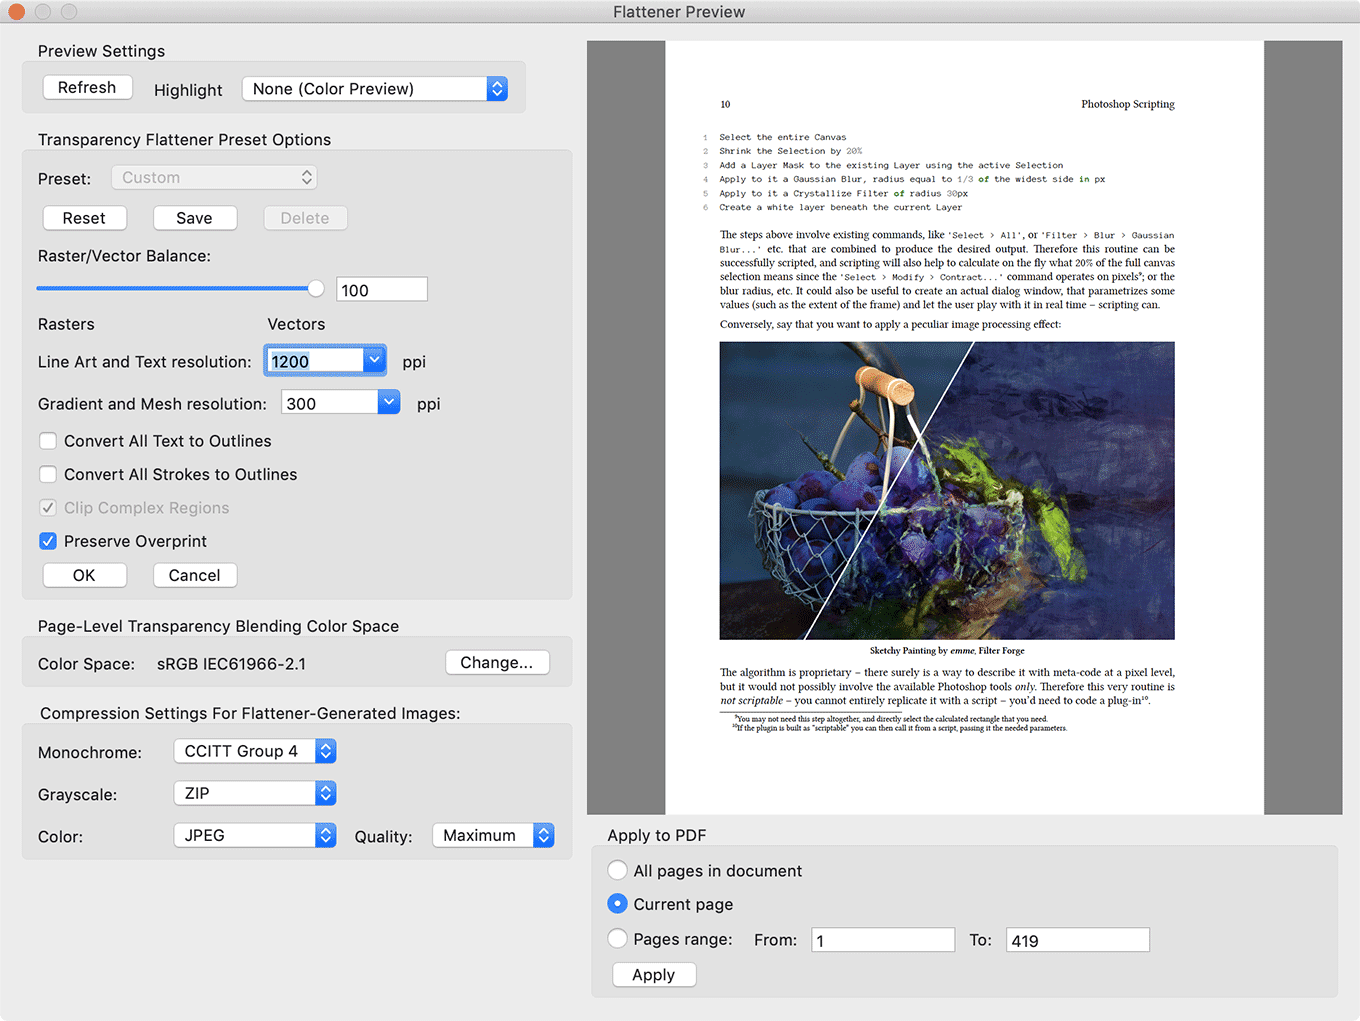 Flattener Preview
Preview Settings
Refresh
Highlight
None (Color Preview)
Transparency Flattener Preset Options
Preset:
Custom
Reset
Save
Delete
Raster/Vector Balance:
100
Rasters
Vectors
Line Art and Text resolution:
1200
ppi
Gradient and Mesh resolution:
300
ppi
Convert All Text to Outlines
Convert All Strokes to Outlines
Clip Complex Regions
Preserve Overprint
OK
Cancel
Page-Level Transparency Blending Color Space
Color Space:
sRGB IEC61966-2.1
Change...
Compression Settings For Flattener-Generated Images:
Monochrome:
CCITT Group 4
Grayscale:
ZIP
Color:
JPEG
Quality:
Maximum
10
Photoshop Scripting
1 Select the entire Canvas
2 Shrink the Selection by 20%
3 Add a Layer Mask to the existing Layer using the active Selection
4 Apply to it a Gaussian Blur, radius equal to 1/3 of the widest side in px
5 Apply to it a Crystallize Filter of radius 30px
6 Create a white layer beneath the current Layer
The steps above involve existing commands, like 'Select > All', or 'Filter > Blur > Gaussian
Blur...' etc. that are combined to produce the desired output. Therefore this routine can be
successfully scripted, and scripting will also help to calculate on the fly what 20% of the full canvas
selection means since the 'Select > Modify > Contract...' command operates on pixels⁹; or the
blur radius, etc. It could also be useful to create an actual dialog window, that parametrizes some
values (such as the extent of the frame) and let the user play with it in real time – scripting can.
Conversely, say that you want to apply a peculiar image processing effect:
Sketchy Painting by emme, Filter Forge
The algorithm is proprietary – there surely is a way to describe it with meta-code at a pixel level,
but it would not possibly involve the available Photoshop tools only. Therefore this very routine is
not scriptable – you cannot entirely replicate it with a script – you'd need to code a plug-in¹⁰.
⁹You may not need this step altogether, and directly select the calculated rectangle that you need.
¹⁰If the plugin is built as "scriptable" you can then call it from a script, passing it the needed parameters.
Apply to PDF
All pages in document
Current page
Pages range:
From:
1
To:
419
Apply